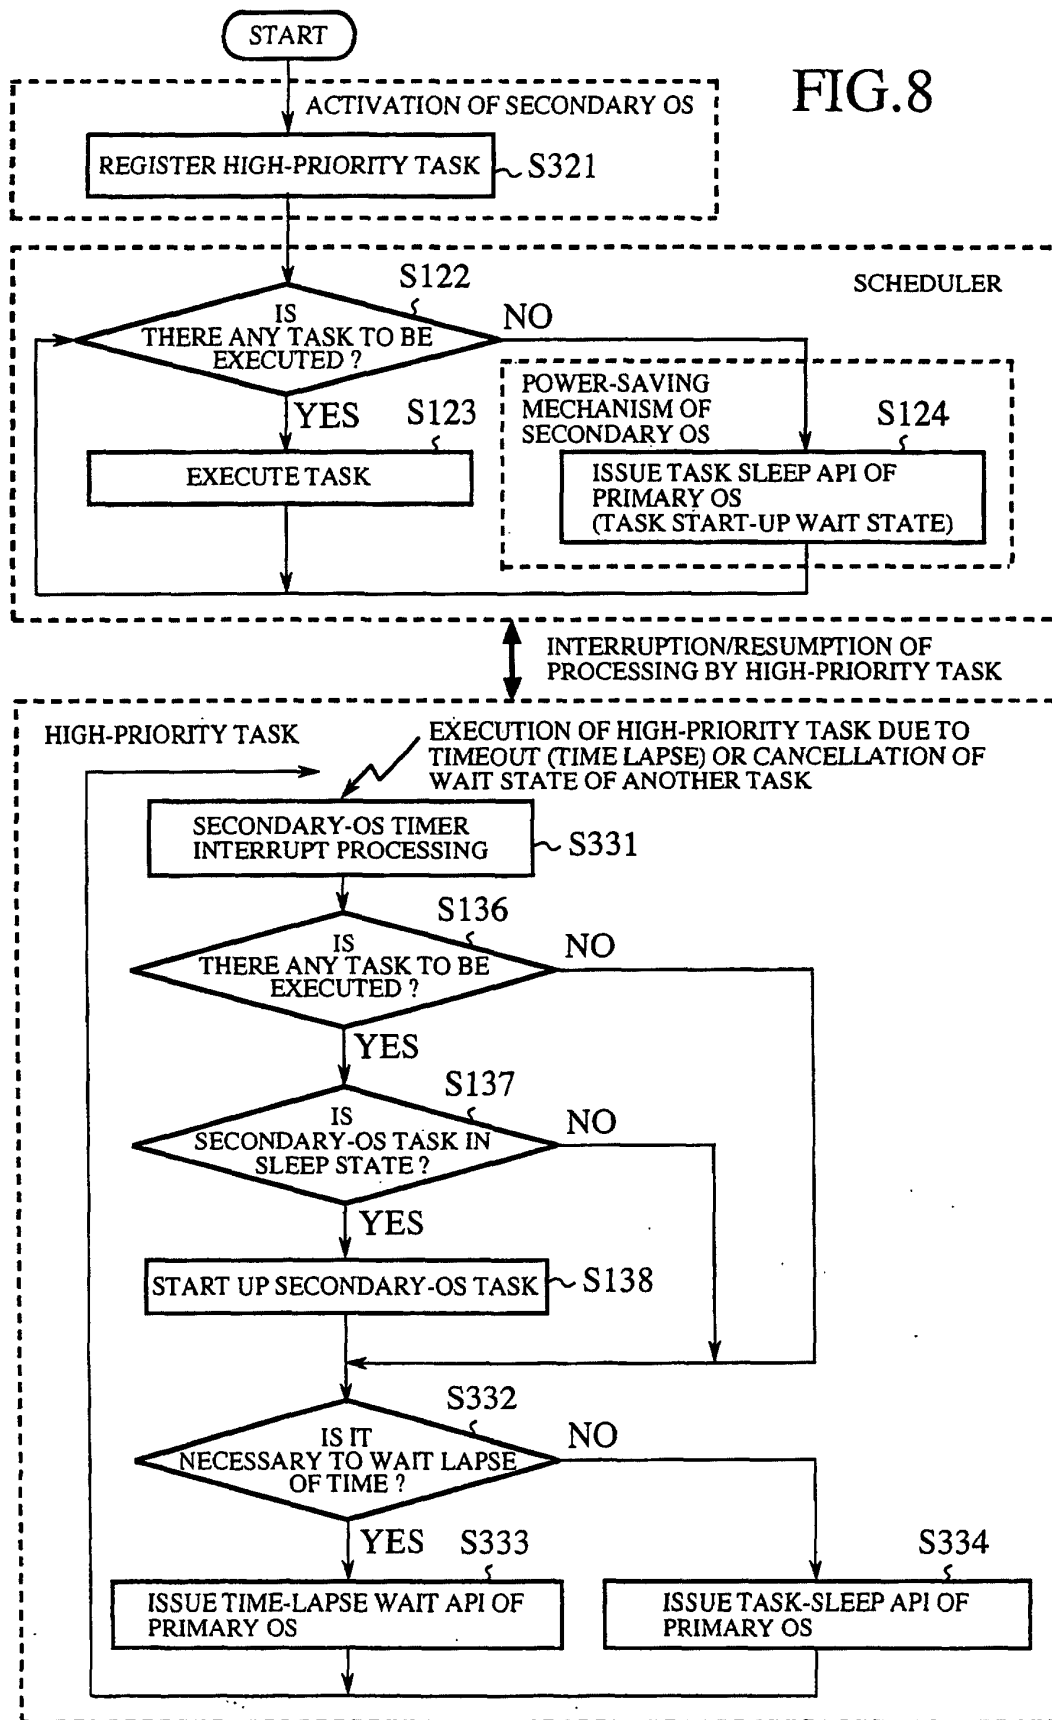 START
FIG.8
ACTIVATION OF SECONDARY OS
REGISTER HIGH-PRIORITY TASK
S321
SCHEDULER
S122
IS
THERE ANY TASK TO BE
EXECUTED ?
NO
YES
S123
EXECUTE TASK
POWER-SAVING
MECHANISM OF
SECONDARY OS
S124
ISSUE TASK SLEEP API OF
PRIMARY OS
(TASK START-UP WAIT STATE)
INTERRUPTION/RESUMPTION OF
PROCESSING BY HIGH-PRIORITY TASK
HIGH-PRIORITY TASK
EXECUTION OF HIGH-PRIORITY TASK DUE TO
TIMEOUT (TIME LAPSE) OR CANCELLATION OF
WAIT STATE OF ANOTHER TASK
SECONDARY-OS TIMER
INTERRUPT PROCESSING
S331
S136
IS
THERE ANY TASK TO BE
EXECUTED ?
NO
YES
S137
IS
SECONDARY-OS TASK IN
SLEEP STATE ?
NO
YES
START UP SECONDARY-OS TASK
S138
S332
IS IT
NECESSARY TO WAIT LAPSE
OF TIME ?
NO
YES
S333
ISSUE TIME-LAPSE WAIT API OF
PRIMARY OS
S334
ISSUE TASK-SLEEP API OF
PRIMARY OS